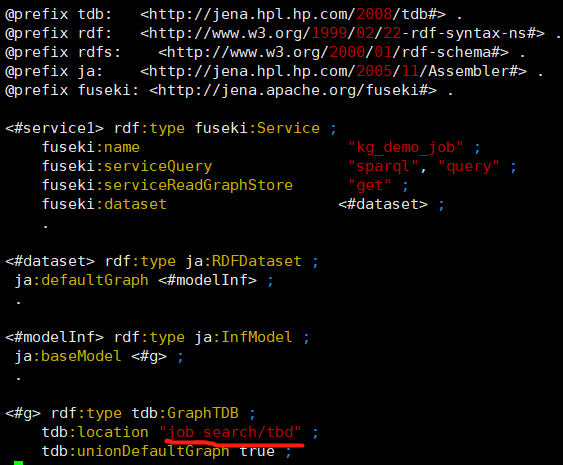 @prefix tdb: <http://jena.hpl.hp.com/2008/tdb#> .
@prefix rdf: <http://www.w3.org/1999/02/22-rdf-syntax-ns#> .
@prefix rdfs: <http://www.w3.org/2000/01/rdf-schema#> .
@prefix ja: <http://jena.hpl.hp.com/2005/11/Assembler#> .
@prefix fuseki: <http://jena.apache.org/fuseki#> .
<#service1> rdf:type fuseki:Service ;
fuseki:name "kg_demo_job" ;
fuseki:serviceQuery "sparql", "query" ;
fuseki:serviceReadGraphStore "get" ;
fuseki:dataset <#dataset> ;
.
<#dataset> rdf:type ja:RDFDataset ;
ja:defaultGraph <#modelInf> ;
.
<#modelInf> rdf:type ja:InfModel ;
ja:baseModel <#g> ;
.
<#g> rdf:type tdb:GraphTDB ;
tdb:location "job_search/tbd" ;
tdb:unionDefaultGraph true ;
.